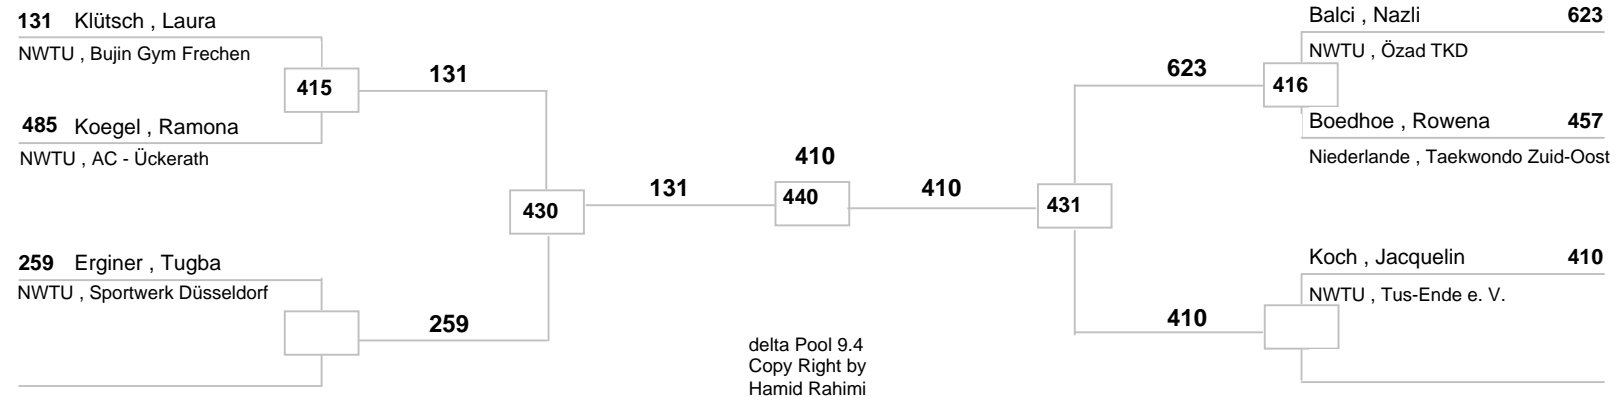 131 Klütsch , Laura
NWTU , Bujin Gym Frechen
415
131
485 Koegel , Ramona
NWTU , AC - Ückerath
430
131
259 Erginer , Tugba
NWTU , Sportwerk Düsseldorf
259
410
440
410
delta Pool 9.4
Copy Right by
Hamid Rahimi
Balci , Nazli 623
NWTU , Özad TKD
623
416
Boedhoe , Rowena 457
Niederlande , Taekwondo Zuid-Oost
431
Koch , Jacquelin 410
NWTU , Tus-Ende e. V.
410